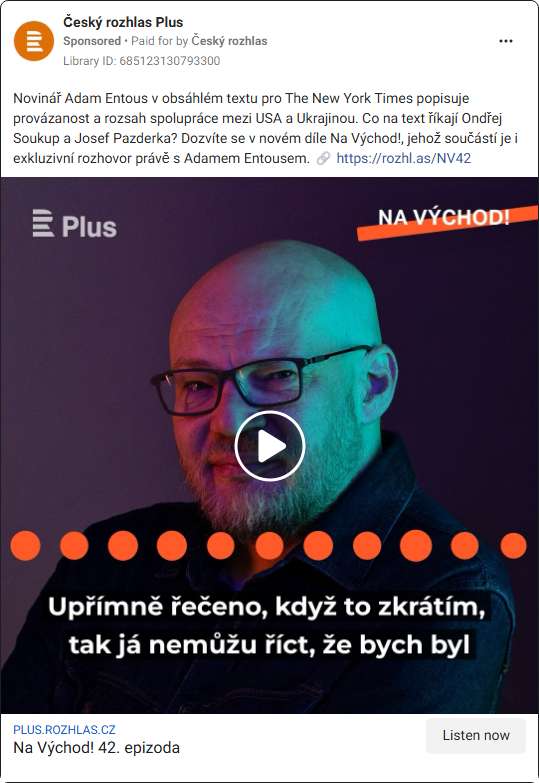 Český rozhlas Plus
Sponsored • Paid for by Český rozhlas
Library ID: 685123130793300
Novinář Adam Entous v obsáhlém textu pro The New York Times popisuje
provázanost a rozsah spolupráce mezi USA a Ukrajinou. Co na text říkají Ondřej
Soukup a Josef Pazderka? Dozvíte se v novém díle Na Východ!, jehož součástí je i
exkluzivní rozhovor právě s Adamem Entousem. 🔗 https://rozhl.as/NV42
Plus
NA VÝCHOD!
Upřímně řečeno, když to zkrátím,
tak já nemůžu říct, že bych byl
PLUS.ROZHLAS.CZ
Na Východ! 42. epizoda
Listen now